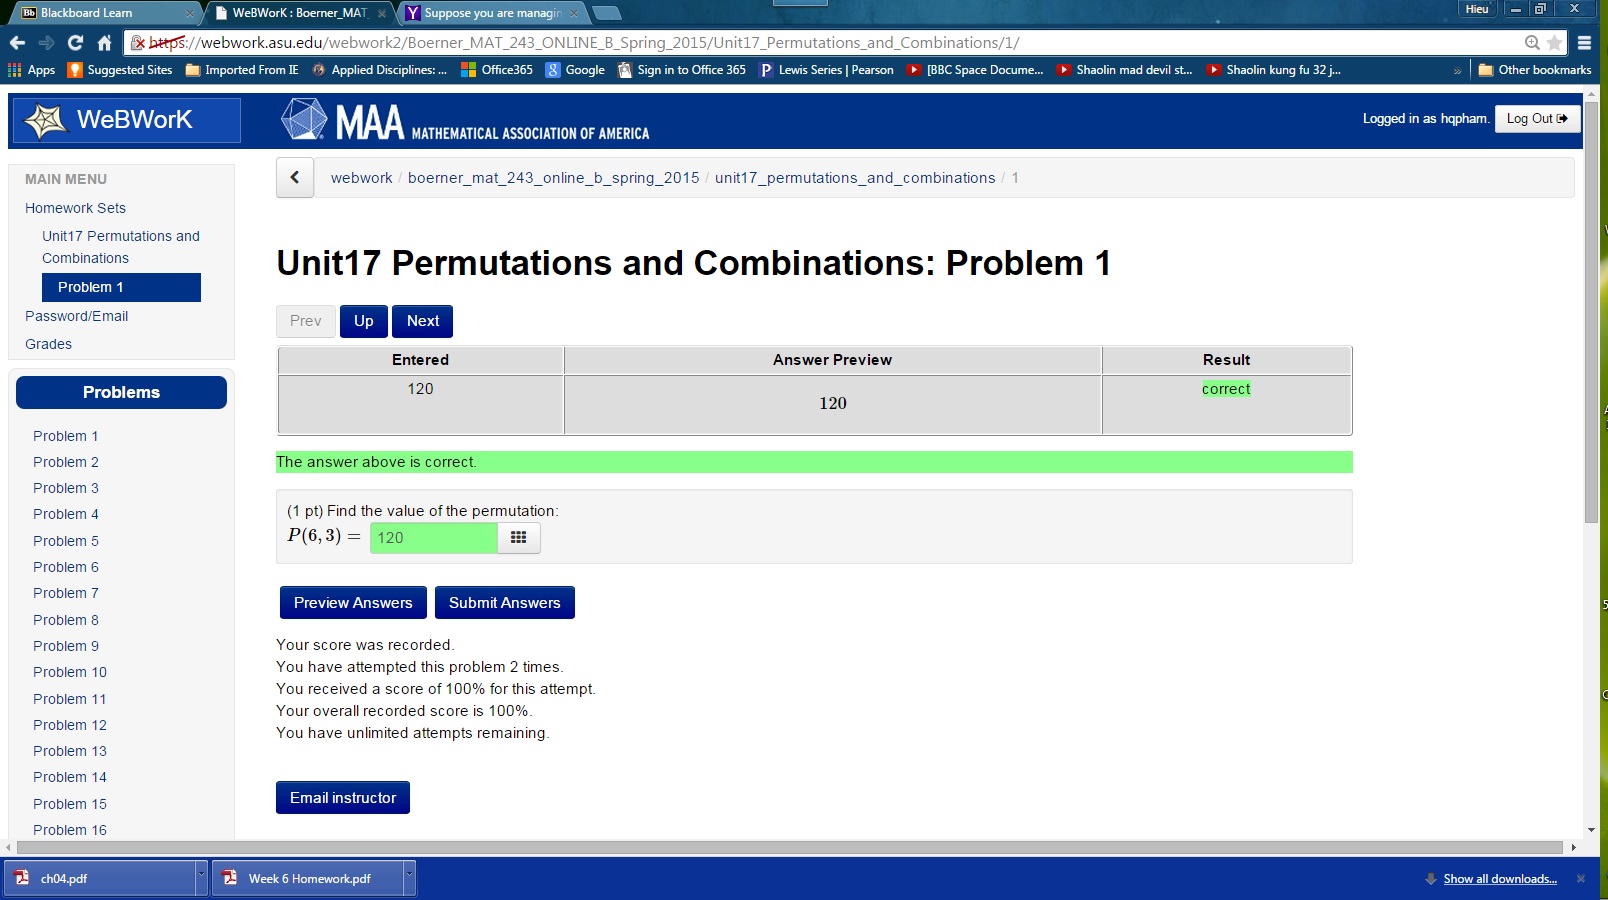 Blackboard Learn
WeBWorK : Boerner_MAT_
Suppose you are managin
Hieu
https://webwork.asu.edu/webwork2/Boerner_MAT_243_ONLINE_B_Spring_2015/Unit17_Permutations_and_Combinations/1/
Apps Suggested Sites Imported From IE Applied Disciplines: ... Office365 Google Sign in to Office 365 Lewis Series | Pearson [BBC Space Docume... Shaolin mad devil st... Shaolin kung fu 32 j... » Other bookmarks
WeBWorK
MAA MATHEMATICAL ASSOCIATION OF AMERICA
Logged in as hqpham. Log Out
MAIN MENU
Homework Sets
Unit17 Permutations and
Combinations
Problem 1
Password/Email
Grades
Problems
Problem 1
Problem 2
Problem 3
Problem 4
Problem 5
Problem 6
Problem 7
Problem 8
Problem 9
Problem 10
Problem 11
Problem 12
Problem 13
Problem 14
Problem 15
Problem 16
webwork / boerner_mat_243_online_b_spring_2015 / unit17_permutations_and_combinations / 1
Unit17 Permutations and Combinations: Problem 1
Prev Up Next
Entered Answer Preview Result
120 120 correct
The answer above is correct.
(1 pt) Find the value of the permutation:
P(6, 3) = 120
Preview Answers Submit Answers
Your score was recorded.
You have attempted this problem 2 times.
You received a score of 100% for this attempt.
Your overall recorded score is 100%.
You have unlimited attempts remaining.
Email instructor
ch04.pdf
Week 6 Homework.pdf
Show all downloads...